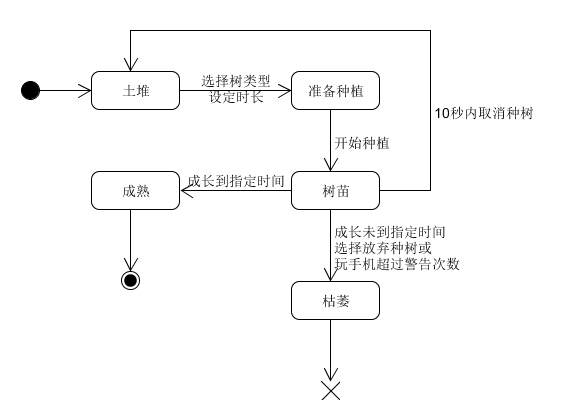 土堆
选择树类型
设定时长
准备种植
10秒内取消种树
开始种植
成熟
成长到指定时间
树苗
成长未到指定时间
选择放弃种树或
玩手机超过警告次数
枯萎